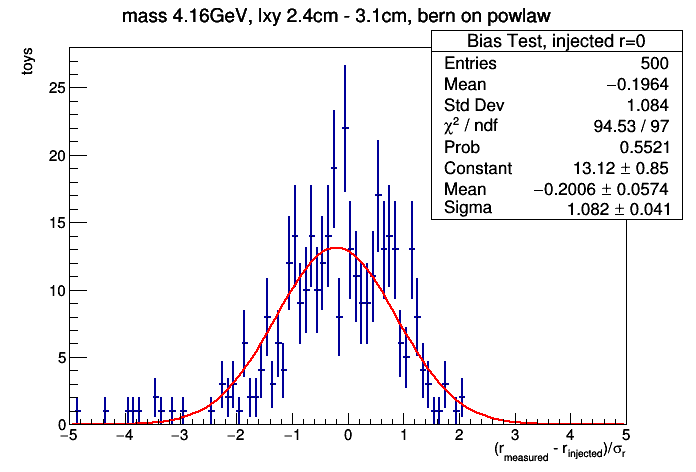 mass 4.16GeV, lxy 2.4cm - 3.1cm, bern on powlaw
toys
Bias Test, injected r=0
Entries 500
Mean −0.1964
Std Dev 1.084
χ² / ndf 94.53 / 97
Prob 0.5521
Constant 13.12 ± 0.85
Mean −0.2006 ± 0.0574
Sigma 1.082 ± 0.041
25
20
15
10
5
0
−5 −4 −3 −2 −1 0 1 2 3 4 5
(r_measured - r_injected)/σ_r